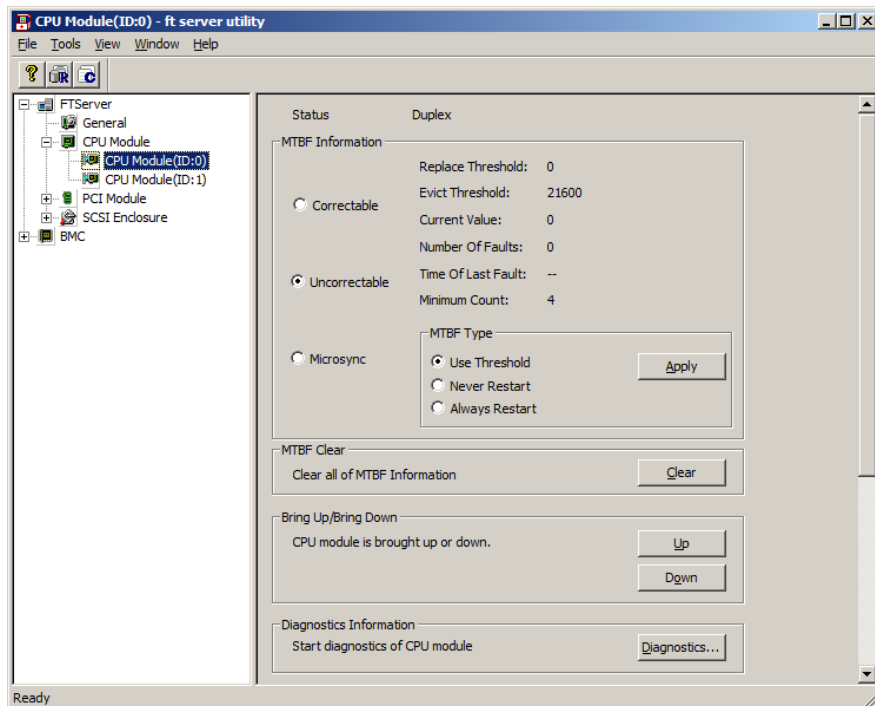 CPU Module(ID:0) - ft server utility
File Tools View Window Help
FTServer
General
CPU Module
CPU Module(ID:0)
CPU Module(ID:1)
PCI Module
SCSI Enclosure
BMC
Status Duplex
MTBF Information
Correctable
Uncorrectable
Microsync
Replace Threshold: 0
Evict Threshold: 21600
Current Value: 0
Number Of Faults: 0
Time Of Last Fault: --
Minimum Count: 4
MTBF Type
Use Threshold
Never Restart
Always Restart
Apply
MTBF Clear
Clear all of MTBF Information
Clear
Bring Up/Bring Down
CPU module is brought up or down.
Up
Down
Diagnostics Information
Start diagnostics of CPU module
Diagnostics...
Ready